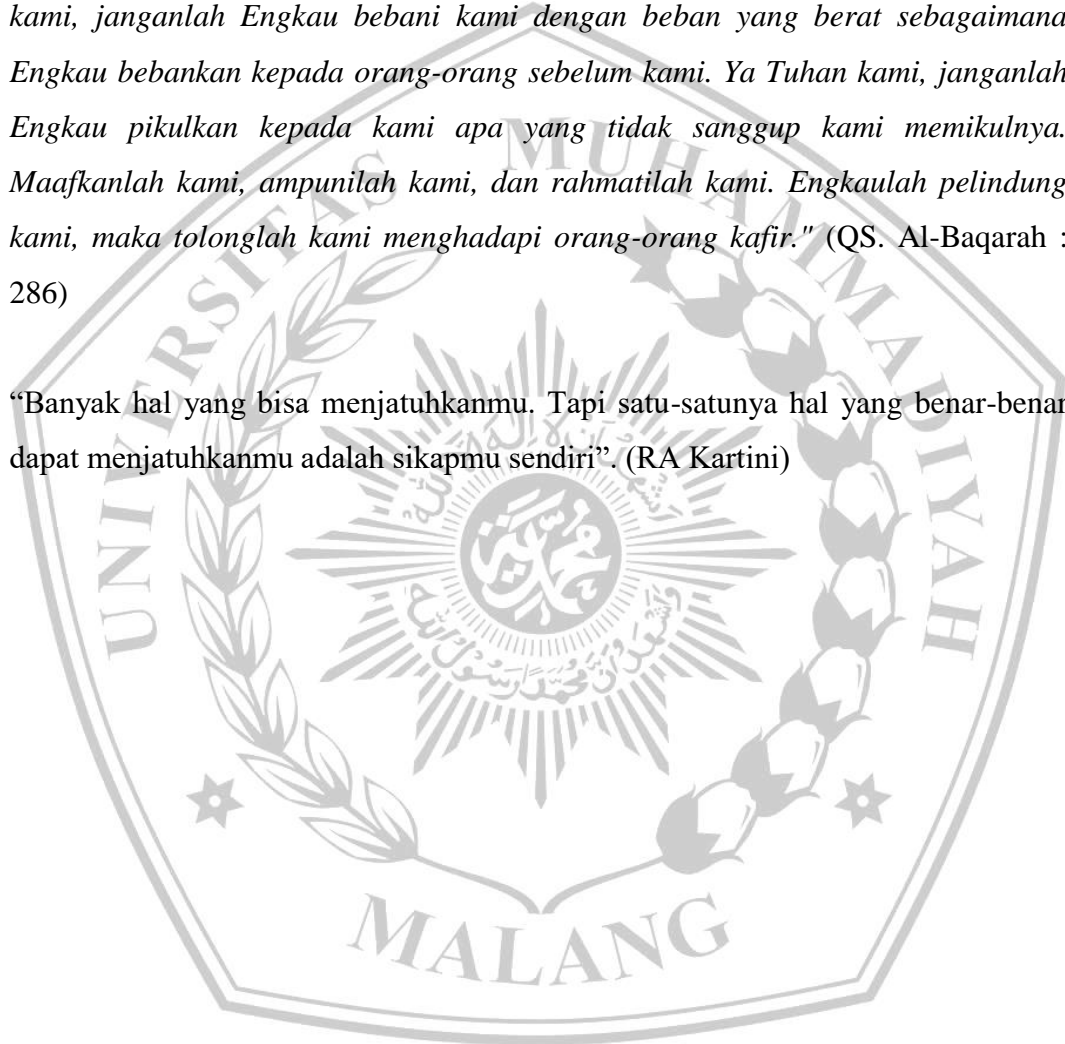 kami, janganlah Engkau bebani kami dengan beban yang berat sebagaimana
Engkau bebankan kepada orang-orang sebelum kami. Ya Tuhan kami, janganlah
Engkau pikulkan kepada kami apa yang tidak sanggup kami memikulnya.
Maafkanlah kami, ampunilah kami, dan rahmatilah kami. Engkaulah pelindung
kami, maka tolonglah kami menghadapi orang-orang kafir." (QS. Al-Baqarah :
286)
“Banyak hal yang bisa menjatuhkanmu. Tapi satu-satunya hal yang benar-benar
dapat menjatuhkanmu adalah sikapmu sendiri”. (RA Kartini)
UNIVERSITAS MUHAMMADIYAH
MALANG